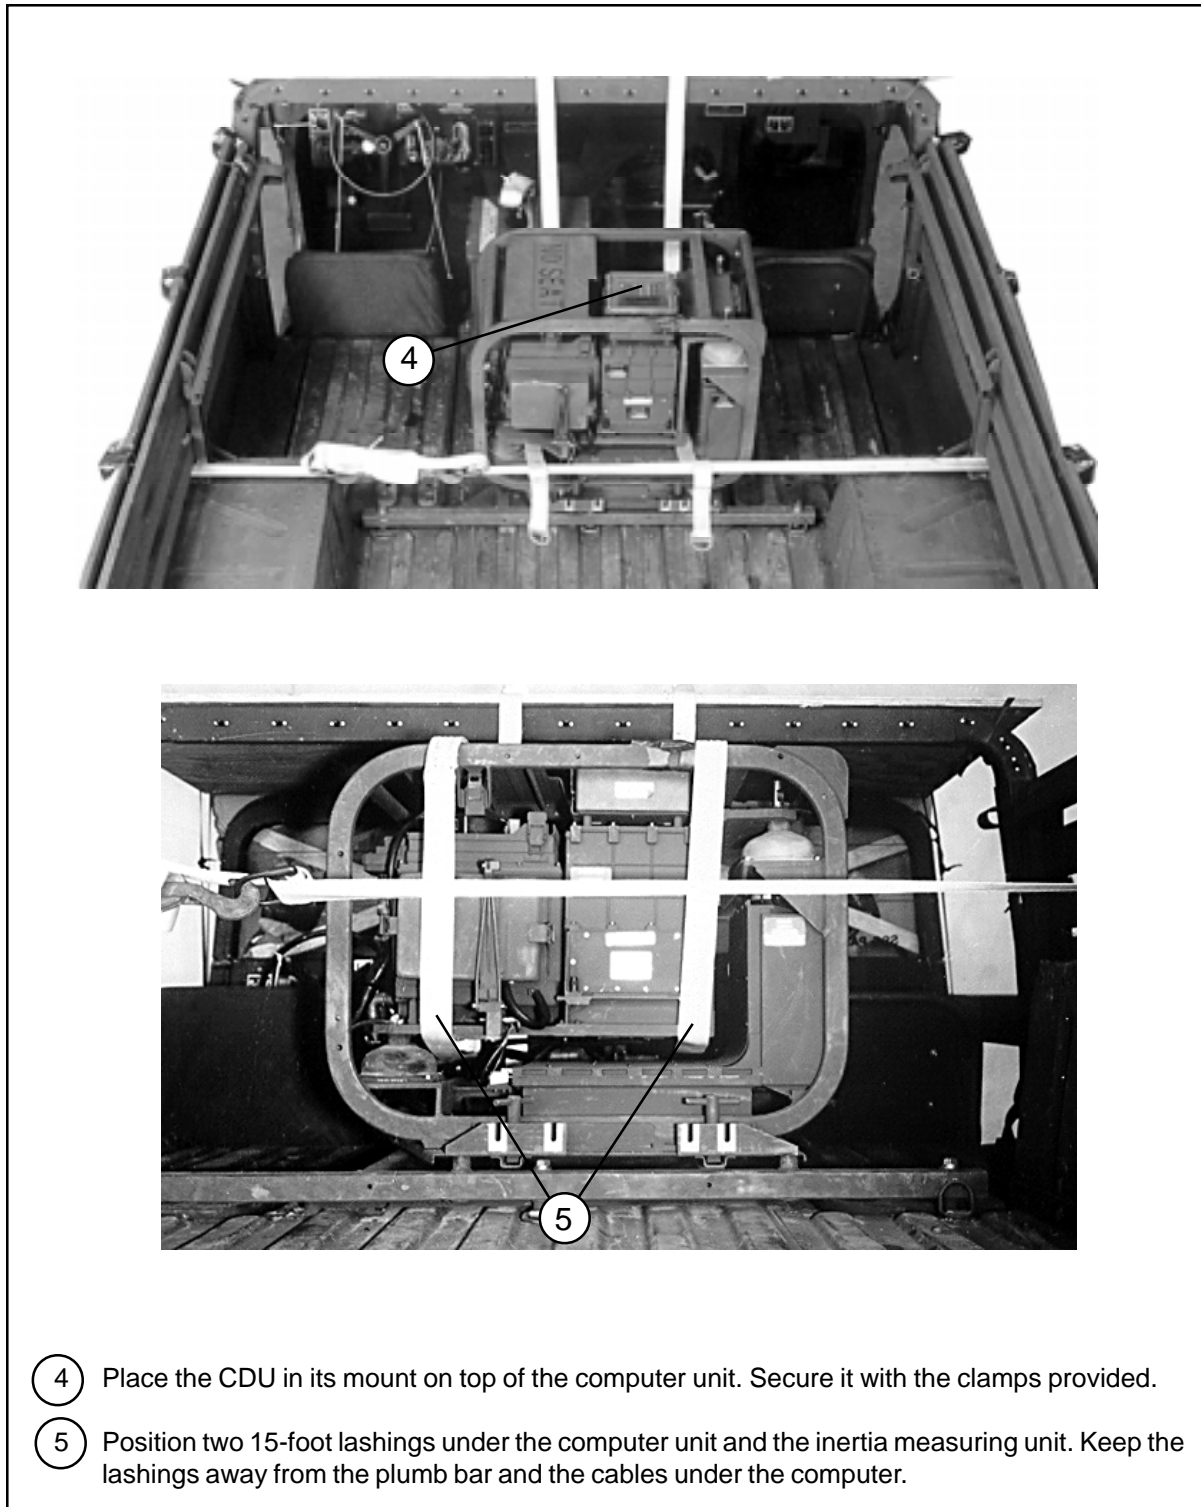 NO SEAT
4
5
4 Place the CDU in its mount on top of the computer unit. Secure it with the clamps provided.
5 Position two 15-foot lashings under the computer unit and the inertia measuring unit. Keep the
lashings away from the plumb bar and the cables under the computer.